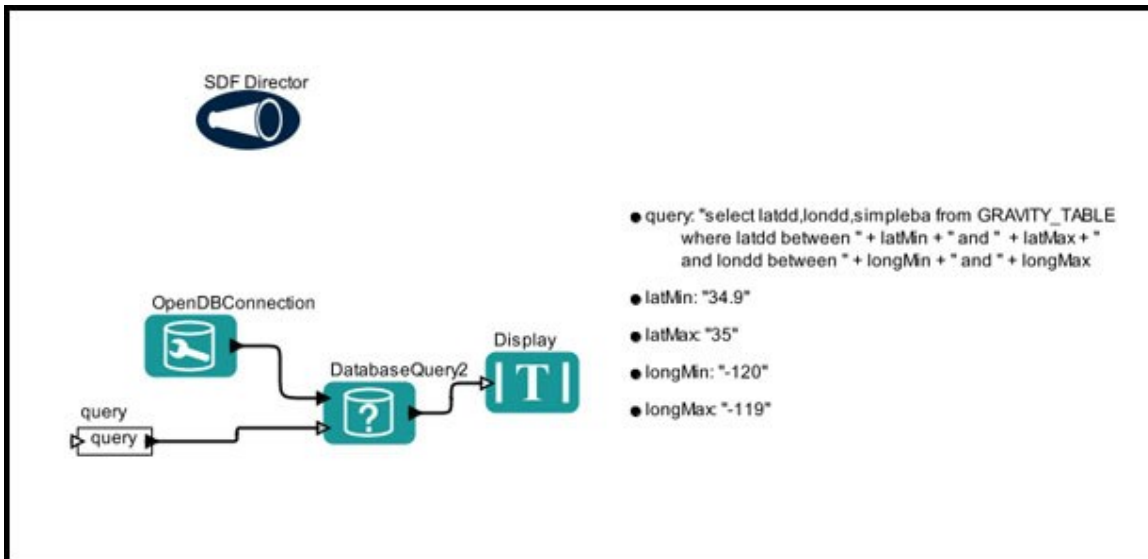 SDF Director
● query: "select latdd,londd,simpleba from GRAVITY_TABLE
where latdd between " + latMin + " and " + latMax + "
and londd between " + longMin + " and " + longMax
● latMin: "34.9"
● latMax: "35"
● longMin: "-120"
● longMax: "-119"
OpenDBConnection
Display
T
DatabaseQuery2
?
query
query